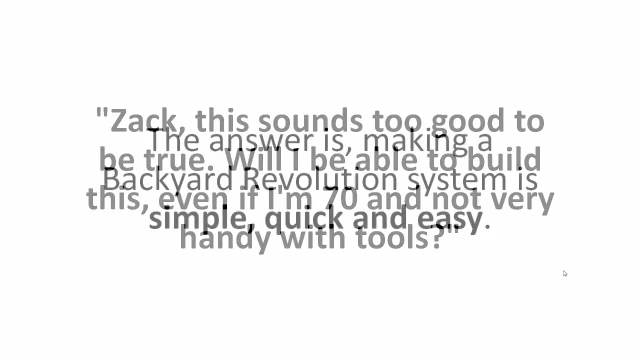 "Zack, this sounds too good to
be true. Will I be able to build
this, even if I'm 70 and not very
handy with tools?"
The answer is, making a
Backyard Revolution system is
simple, quick and easy.